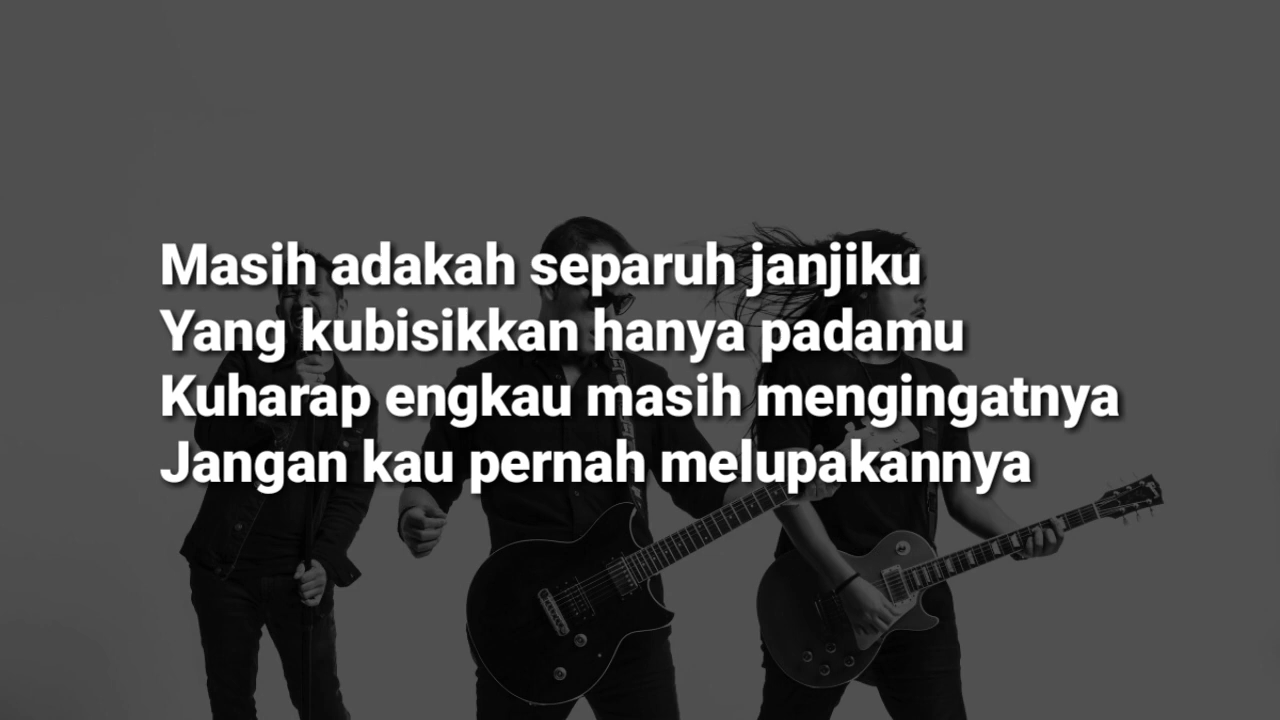 Masih adakah separuh janjiku
Yang kubisikkan hanya padamu
Kuharap engkau masih mengingatnya
Jangan kau pernah melupakannya